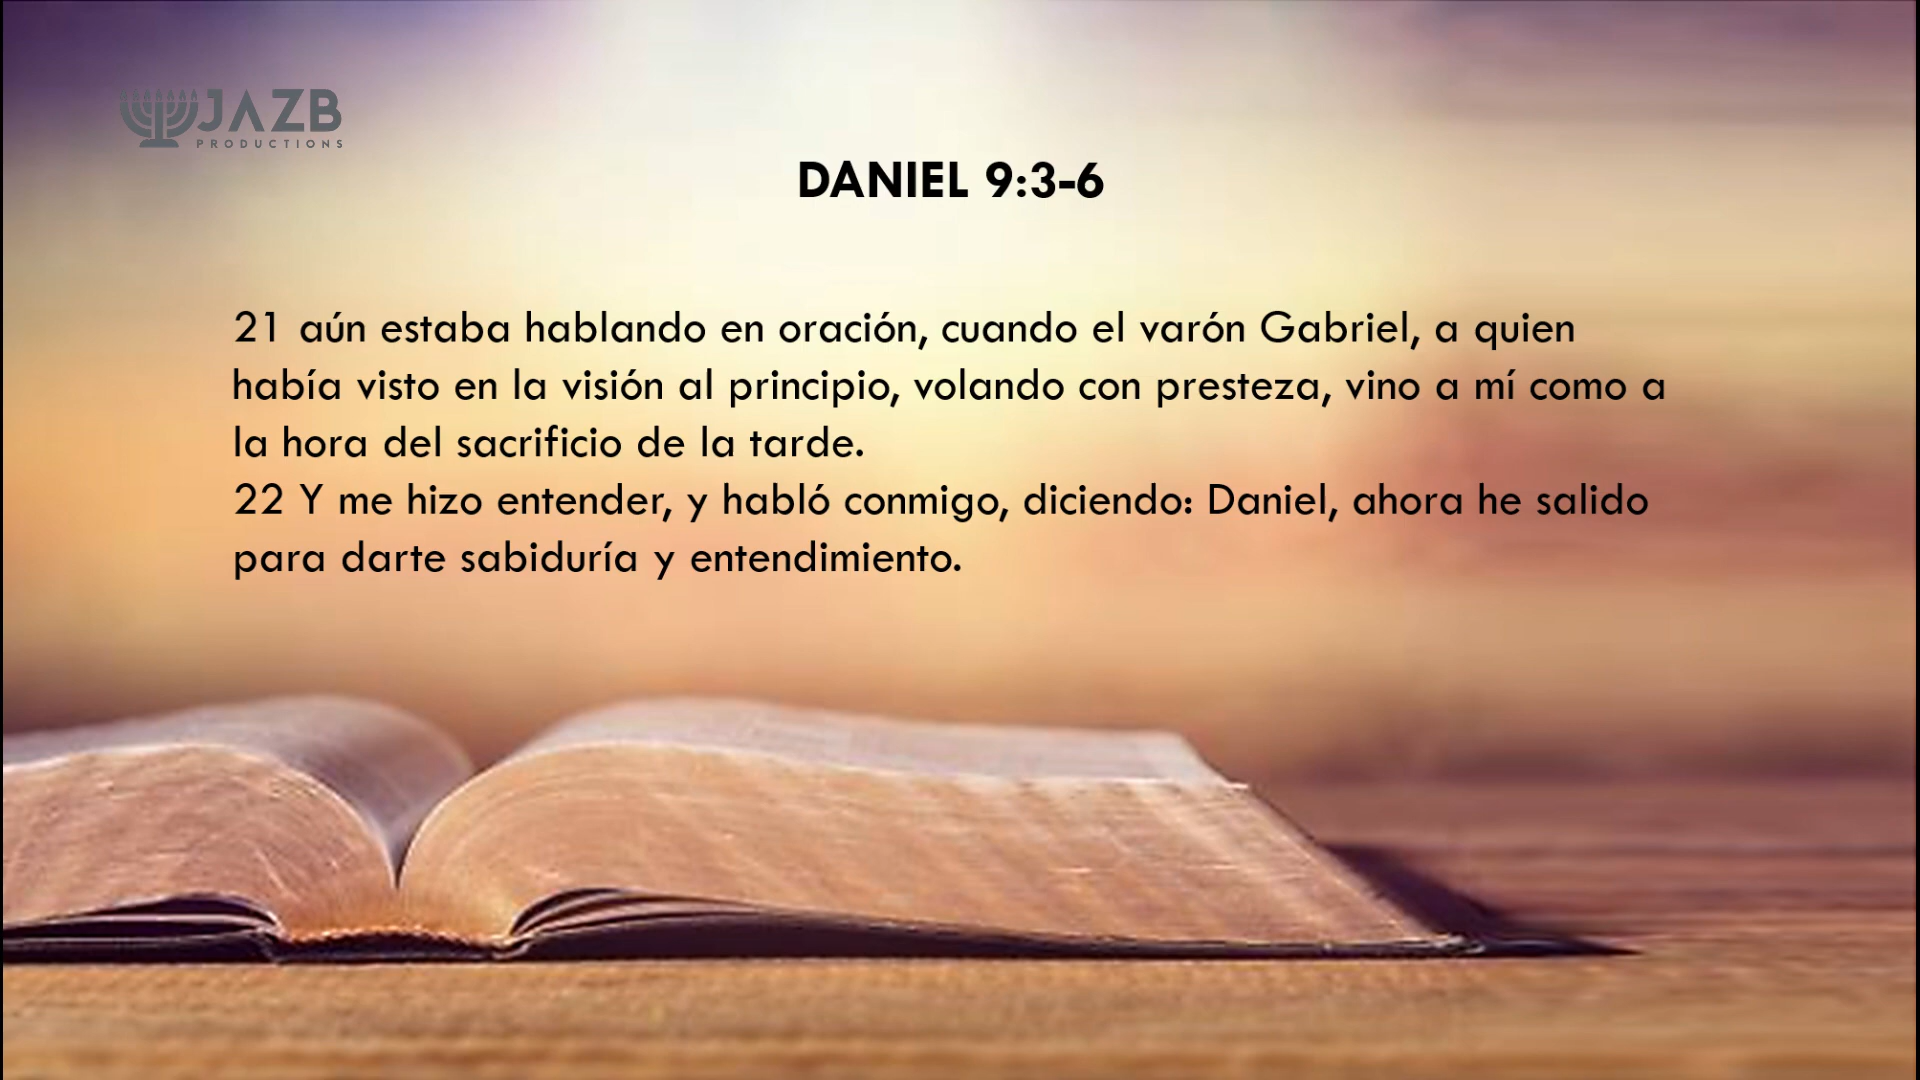 JAZB
PRODUCTIONS
DANIEL 9:3-6
21 aún estaba hablando en oración, cuando el varón Gabriel, a quien
había visto en la visión al principio, volando con presteza, vino a mí como a
la hora del sacrificio de la tarde.
22 Y me hizo entender, y habló conmigo, diciendo: Daniel, ahora he salido
para darte sabiduría y entendimiento.